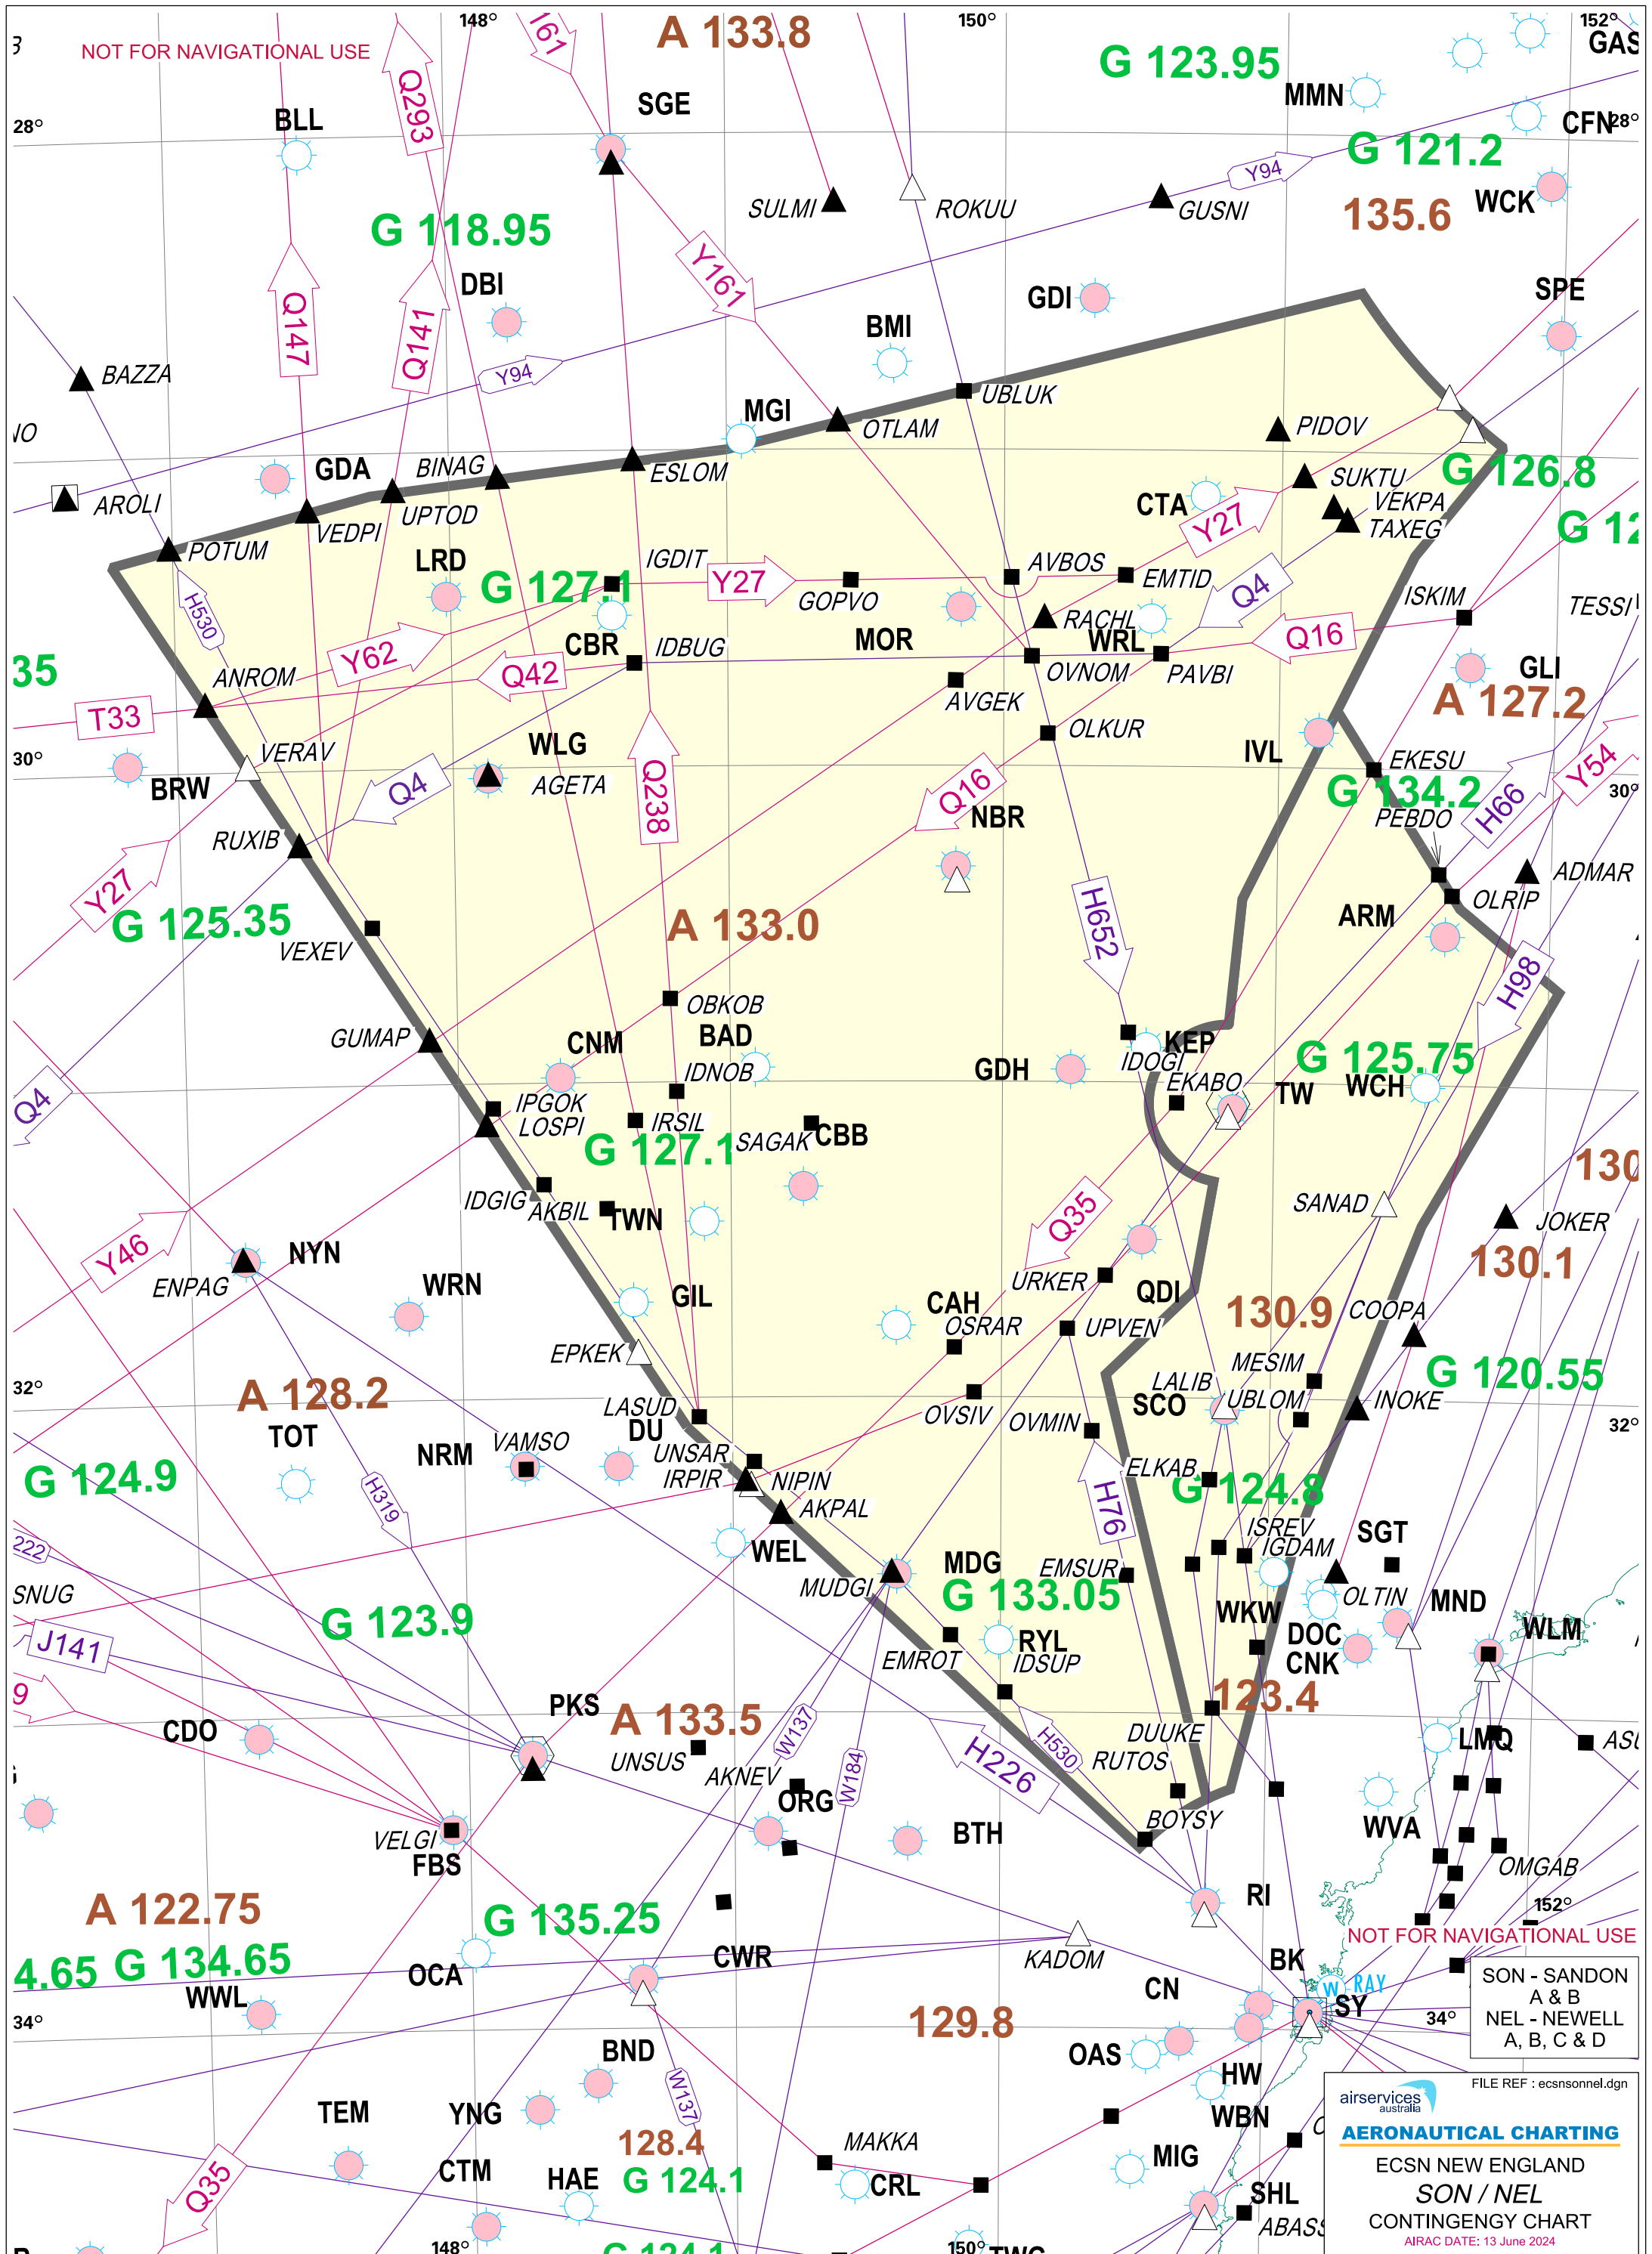 148°
150°
152°
A 133.8
161
GAS
NOT FOR NAVIGATIONAL USE
G 123.95
Q293
MMN
SGE
BLL
CFN
28°
28°
G 121.2
Y94
WCK
SULMI
ROKUU
GUSNI
135.6
G 118.95
Y161
DBI
GDI
SPE
Q147
Q141
BMI
BAZZA
Y94
UBLUK
MGI
OTLAM
PIDOV
GDA
BINAG
ESLOM
SUKTU
G 126.8
AROLI
UPTOD
CTA
VEKPA
VEDPI
TAXEG
Y27
POTUM
LRD
IGDIT
AVBOS
G 127.1
Y27
GOPVO
EMTID
Q4
ISKIM
TESSI
H530
RACHL
CBR
IDBUG
MOR
WRL
Q16
35
Y62
Q42
OVNOM
PAVBI
GLI
ANROM
AVGEK
A 127.2
T33
OLKUR
WLG
IVL
VERAV
EKESU
Y54
30°
BRW
AGETA
Q4
Q238
Q16
G 134.2
30°
NBR
PEBDO
H66
RUXIB
ADMAR
Y27
OLRIP
G 125.35
A 133.0
H652
ARM
VEXEV
H98
OBKOB
GUMAP
CNM
BAD
KEP
IDOGI
G 125.75
IDNOB
GDH
EKABO
TW
WCH
Q4
IPGOK
LOSPI
IRSIL
SAGAK
CBB
G 127.1
130
IDGIG
AKBIL
TWN
SANAD
JOKER
Q35
Y46
NYN
130.1
ENPAG
URKER
WRN
GIL
QDI
CAH
130.9
COOPA
OSRAR
UPVEN
EPKEK
MESIM
G 120.55
32°
A 128.2
LALIB
LASUD
SCO
UBLOM
INOKE
DU
OVSIV
OVMIN
32°
TOT
NRM
VAMSO
UNSAR
IRPIR
NIPIN
ELKAB
G 124.9
G 124.8
H319
AKPAL
H76
ISREV
SGT
222
WEL
IGDAM
MDG
EMSUR
SNUG
MUDGI
G 133.05
OLTIN
MND
G 123.9
WKW
J141
RYL
DOC
WLM
EMROT
IDSUP
CNK
9
PKS
123.4
CDO
A 133.5
W137
H530
DUUKE
LMQ
UNSUS
W184
H226
RUTOS
AKNEV
ORG
BOYSY
WVA
VELGI
BTH
FBS
OMGAB
A 122.75
RI
152°
G 135.25
NOT FOR NAVIGATIONAL USE
4.65
G 134.65
OCA
CWR
KADOM
BK
CN
W
RAY
SON - SANDON
A & B
NEL - NEWELL
A, B, C & D
WWL
SY
34°
129.8
34°
BND
OAS
HW
FILE REF : ecsnsonnel.dgn
airservices
australia
TEM
YNG
W137
WBN
AERONAUTICAL CHARTING
128.4
MAKKA
MIG
CTM
HAE
G 124.1
CRL
ECSN NEW ENGLAND
Q35
SHL
SON / NEL
CONTINGENGY CHART
ABASS
AIRAC DATE: 13 June 2024
148°
150°